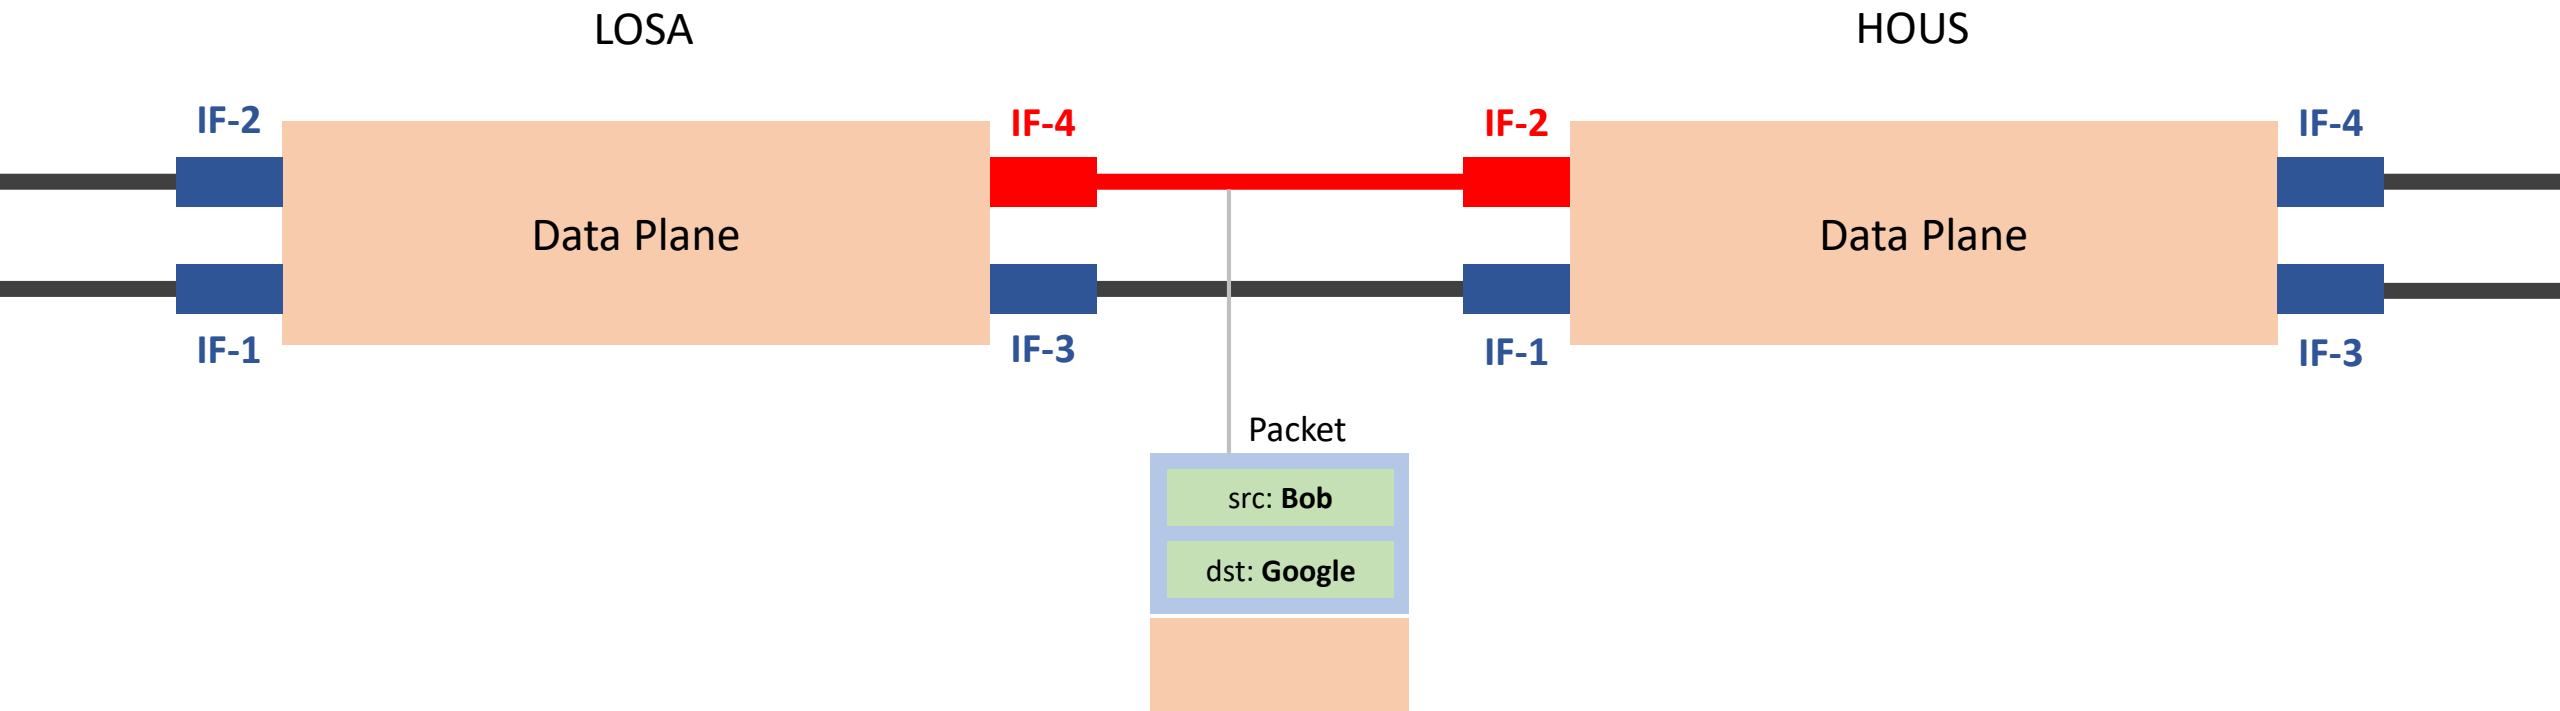 LOSA
HOUS
IF-2
IF-4
IF-2
IF-4
Data Plane
Data Plane
IF-1
IF-3
IF-1
IF-3
Packet
src: Bob
dst: Google